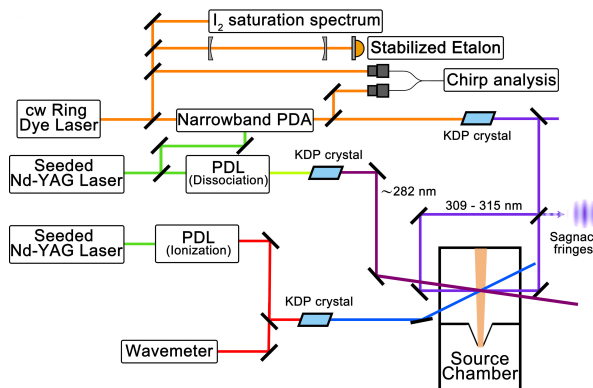 I₂ saturation spectrum
Stabilized Etalon
Chirp analysis
cw Ring
Dye Laser
Narrowband PDA
KDP crystal
Seeded
Nd-YAG Laser
PDL
(Dissociation)
KDP crystal
~282 nm
309 - 315 nm
Sagnac
fringes
Seeded
Nd-YAG Laser
PDL
(Ionization)
KDP crystal
Wavemeter
Source
Chamber